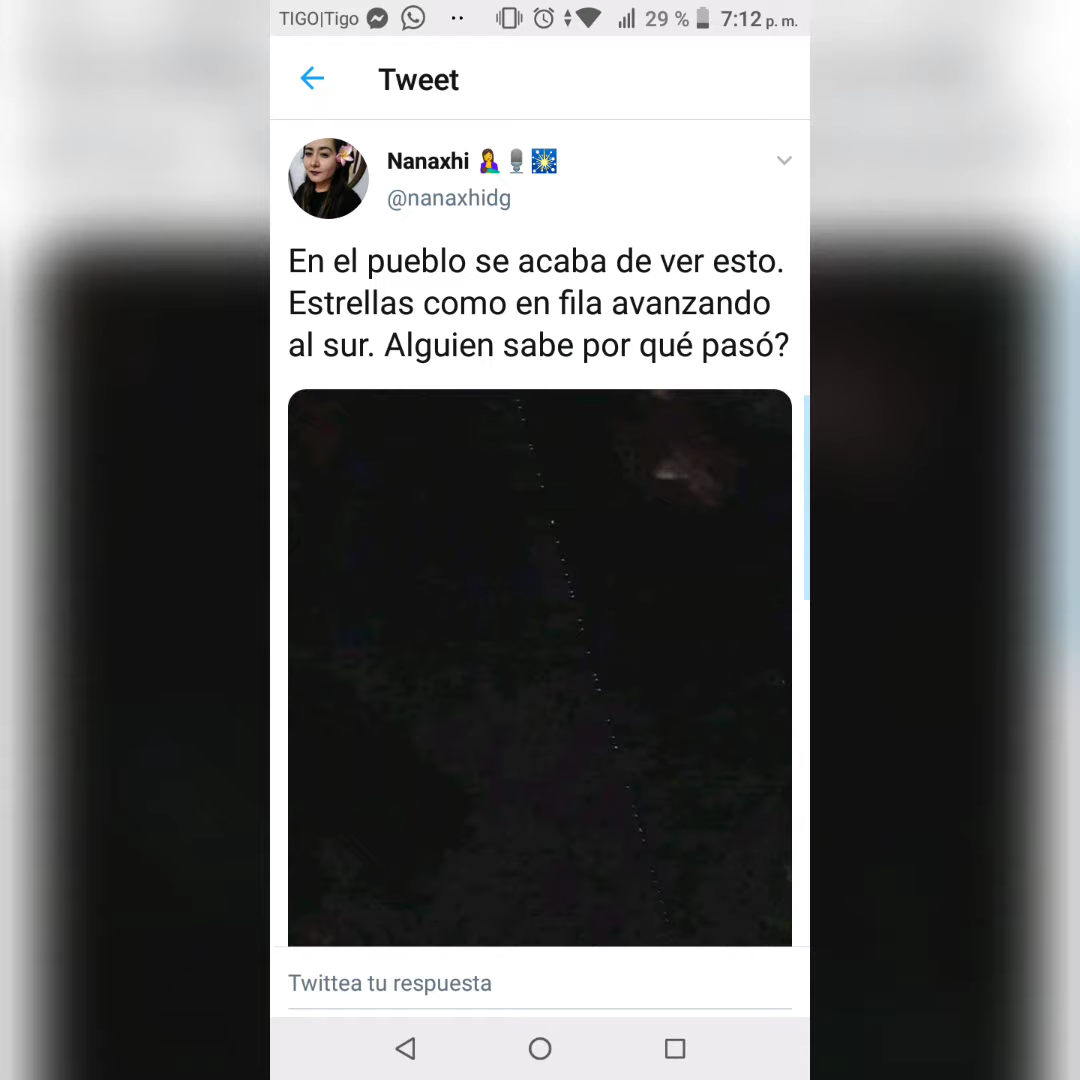 TIGO|Tigo 29 % 7:12 p. m.
Tweet
Nanaxhi
@nanaxhidg
En el pueblo se acaba de ver esto.
Estrellas como en fila avanzando
al sur. Alguien sabe por qué pasó?
Twittea tu respuesta